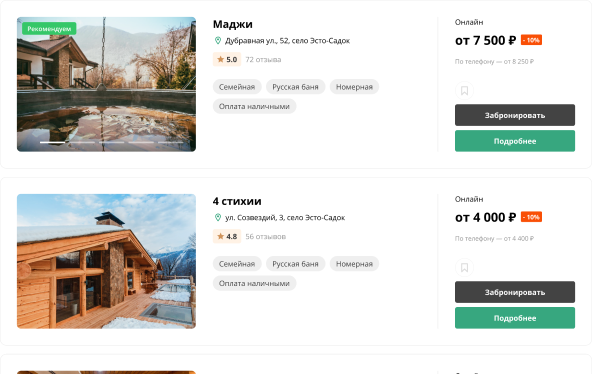 Рекомендуем
Маджи
Дубравная ул., 52, село Эсто-Садок
5.0 72 отзыва
Семейная Русская баня Номерная
Оплата наличными
Онлайн
от 7 500 ₽ - 10%
По телефону — от 8 250 ₽
Забронировать
Подробнее
4 стихии
ул. Созвездий, 3, село Эсто-Садок
4.8 56 отзывов
Семейная Русская баня Номерная
Оплата наличными
Онлайн
от 4 000 ₽ - 10%
По телефону — от 4 400 ₽
Забронировать
Подробнее